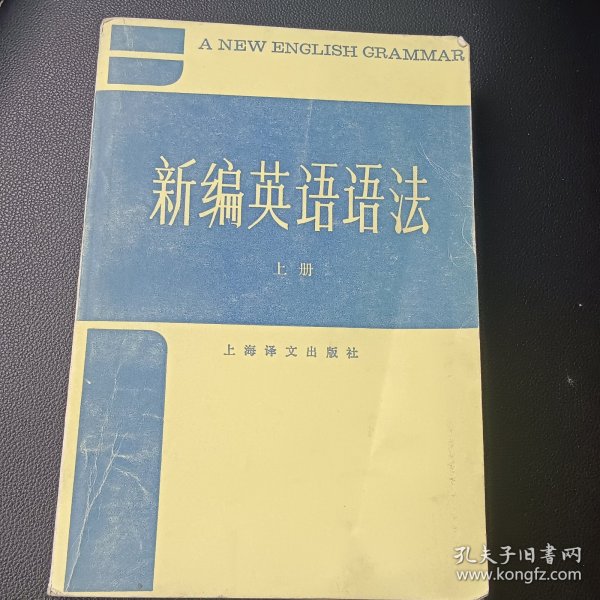 A NEW ENGLISH GRAMMAR
新编英语语法
上册
上海译文出版社
孔夫子旧书网
www.kongfz.com